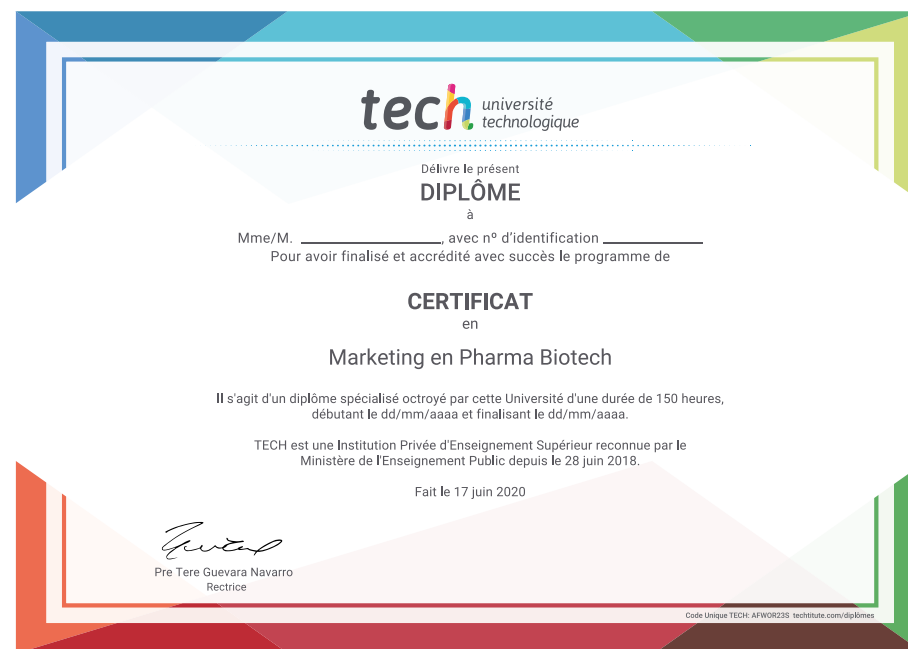 tech université
technologique
Délivre le présent
DIPLÔME
à
Mme/M. ____________________, avec nº d'identification ______________
Pour avoir finalisé et accrédité avec succès le programme de
CERTIFICAT
en
Marketing en Pharma Biotech
Il s'agit d'un diplôme spécialisé octroyé par cette Université d'une durée de 150 heures,
débutant le dd/mm/aaaa et finalisant le dd/mm/aaaa.
TECH est une Institution Privée d'Enseignement Supérieur reconnue par le
Ministère de l'Enseignement Public depuis le 28 juin 2018.
Fait le 17 juin 2020
Pre Tere Guevara Navarro
Rectrice
Code Unique TECH: AFWOR23S techtitute.com/diplômes